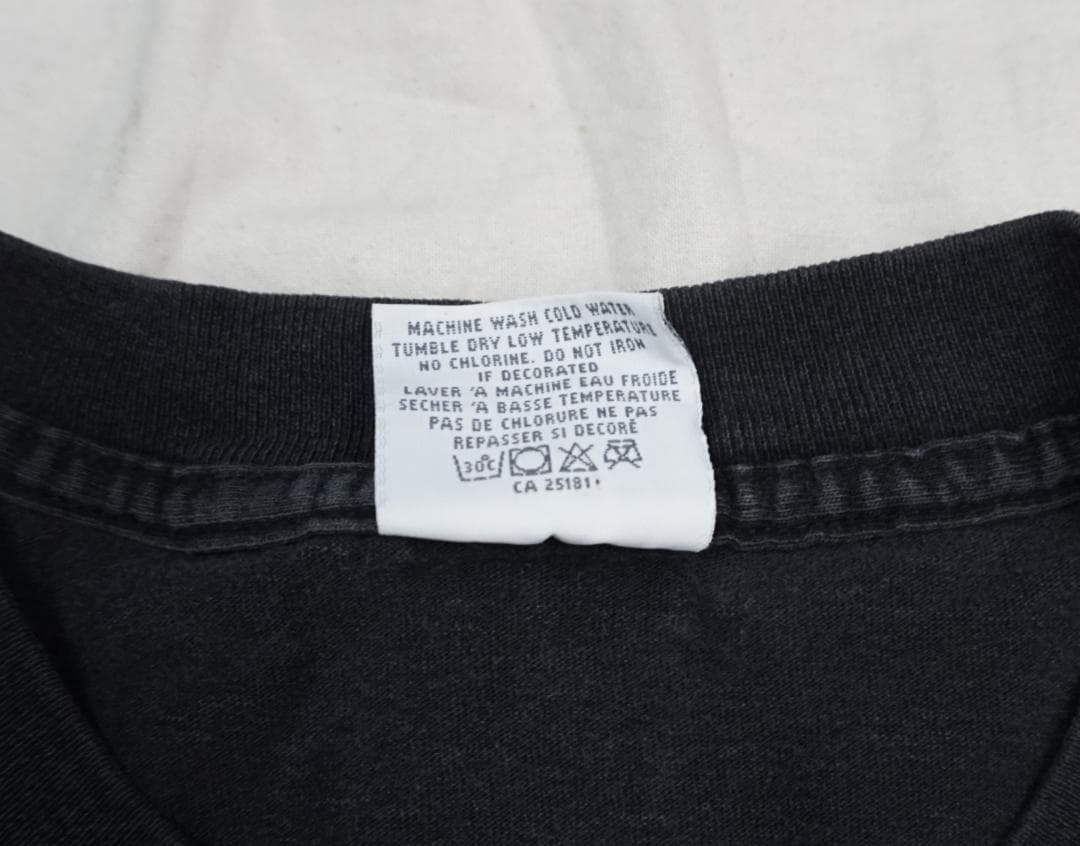 MACHINE WASH COLD WATER
TUMBLE DRY LOW TEMPERATURE
NO CHLORINE. DO NOT IRON
IF DECORATED
LAVER 'A MACHINE EAU FROIDE
SECHER 'A BASSE TEMPERATURE
PAS DE CHLORURE NE PAS
REPASSER SI DECORÉ
30°C
CA 25181